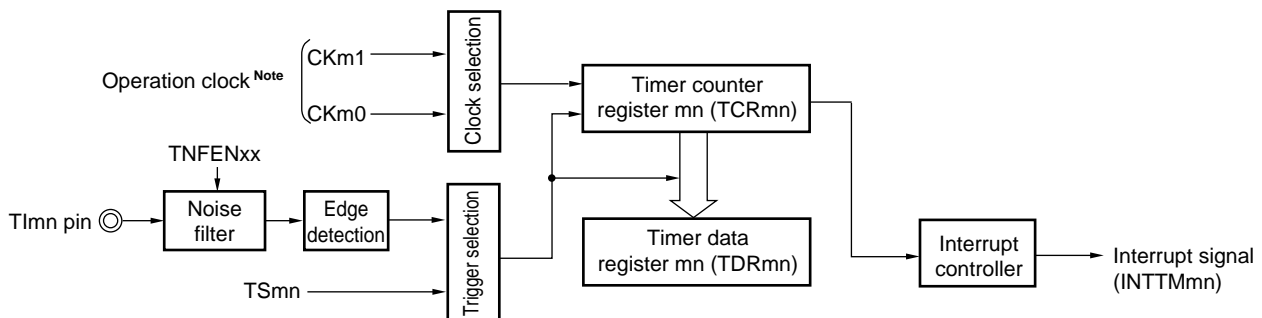 Operation clock Note
CKm1
CKm0
Clock selection
Timer counter
register mn (TCRmn)
TNFENxx
TImn pin
Noise
filter
Edge
detection
TSmn
Trigger selection
Timer data
register mn (TDRmn)
Interrupt
controller
Interrupt signal
(INTTMmn)